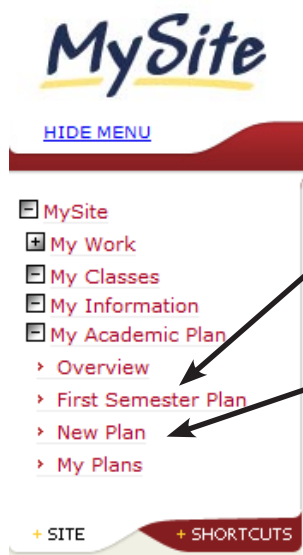 MySite
HIDE MENU
MySite
My Work
My Classes
My Information
My Academic Plan
Overview
First Semester Plan
New Plan
My Plans
+ SITE
+ SHORTCUTS